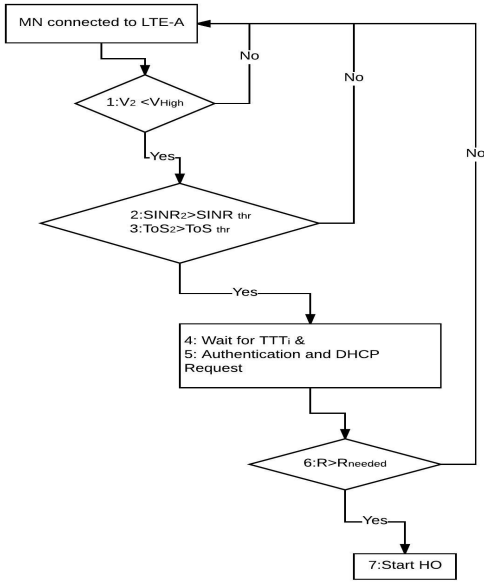 MN connected to LTE-A
No
1:V2 <VHigh
No
Yes
No
2:SINR2>SINR thr
3:ToS2>ToS thr
Yes
4: Wait for TTTi &
5: Authentication and DHCP
Request
6:R>Rneeded
Yes
7:Start HO